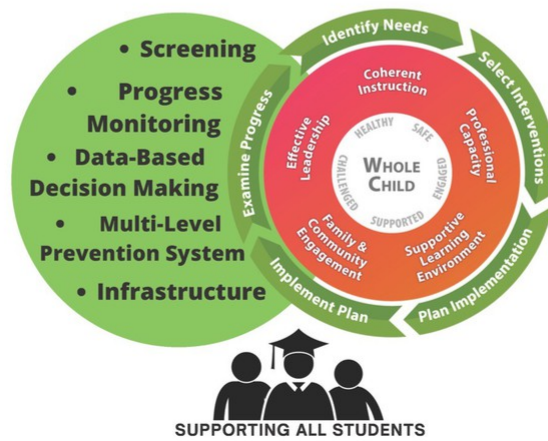 • Screening
• Progress
Monitoring
• Data-Based
Decision Making
• Multi-Level
Prevention System
• Infrastructure
Identify Needs
Select Interventions
Plan Implementation
Implement Plan
Examine Progress
Coherent
Instruction
Professional
Capacity
Supportive
Learning
Environment
Family &
Community
Engagement
Effective
Leadership
HEALTHY
SAFE
ENGAGED
SUPPORTED
CHALLENGED
WHOLE
CHILD
SUPPORTING ALL STUDENTS